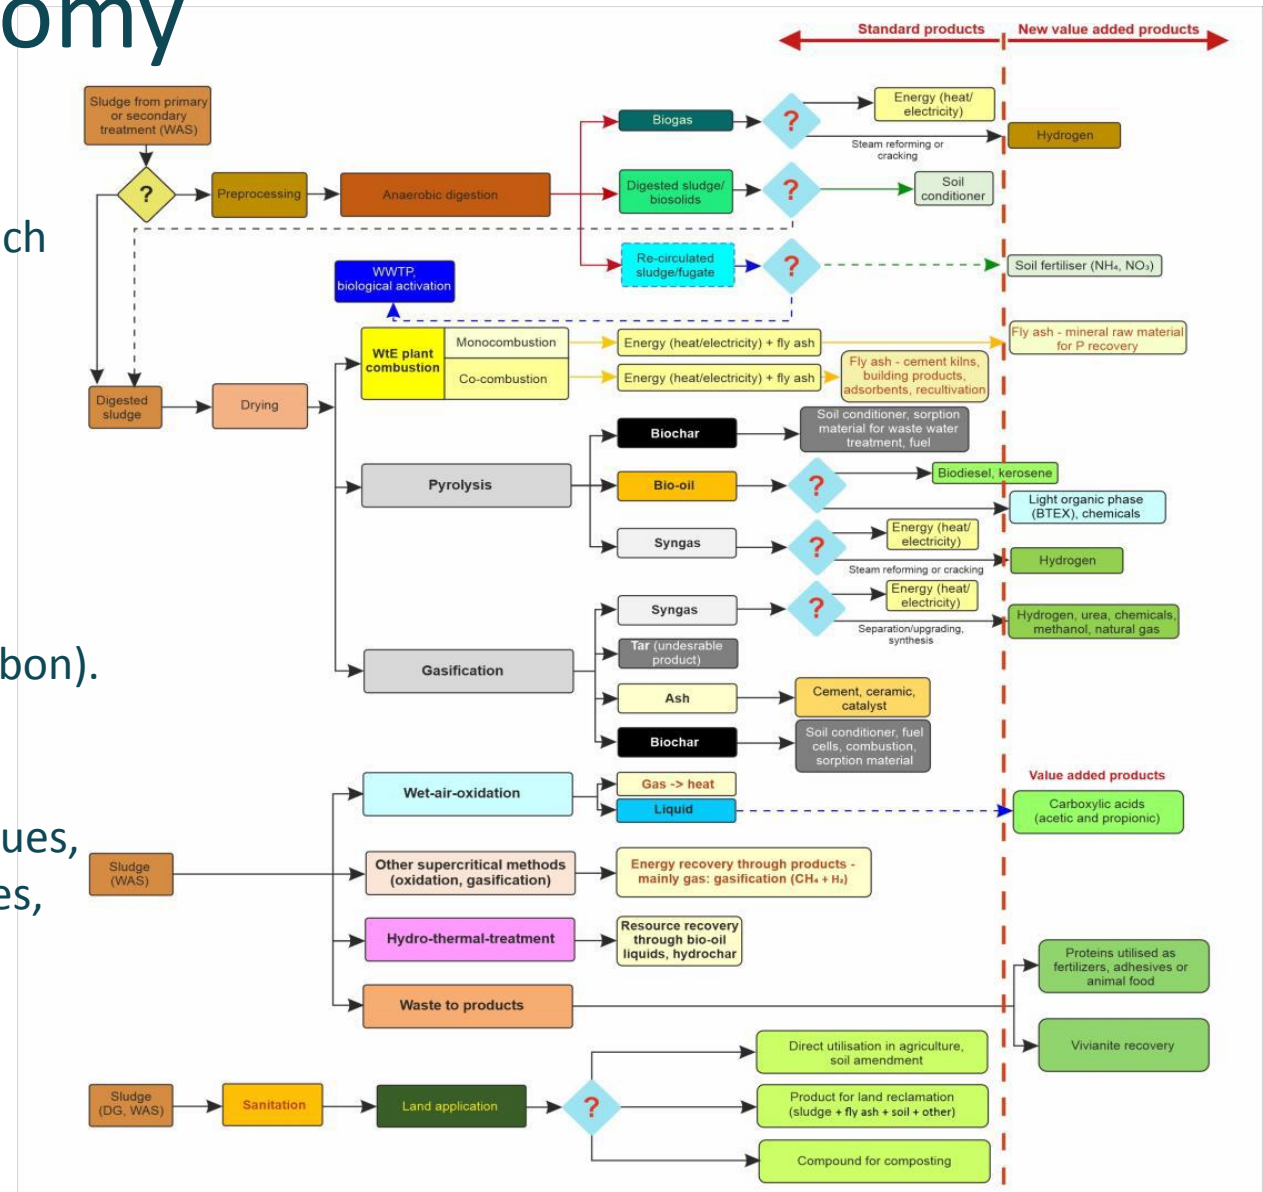 omy
Standard products
New value added products
Sludge from primary
or secondary
treatment (WAS)
Biogas
?
Energy (heat/
electricity)
Steam reforming or
cracking
Hydrogen
ch
?
Preprocessing
Anaerobic digestion
Digested sludge/
biosolids
?
Soil
conditioner
WWTP,
biological activation
Re-circulated
sludge/fugate
?
Soil fertiliser (NH₄, NO₃)
WtE plant
combustion
Monocombustion
Energy (heat/electricity) + fly ash
Fly ash - mineral raw material
for P recovery
Co-combustion
Energy (heat/electricity) + fly ash
Fly ash - cement kilns,
building products,
adsorbents, recultivation
Digested
sludge
Drying
Biochar
Soil conditioner, sorption
material for waste water
treatment, fuel
Pyrolysis
Bio-oil
?
Biodiesel, kerosene
Light organic phase
(BTEX), chemicals
Syngas
?
Energy (heat/
electricity)
Steam reforming or cracking
Hydrogen
Syngas
?
Energy (heat/
electricity)
Separation/upgrading,
synthesis
Hydrogen, urea, chemicals,
methanol, natural gas
bon).
Gasification
Tar (undesrable
product)
Ash
Cement, ceramic,
catalyst
Biochar
Soil conditioner, fuel
cells, combustion,
sorption material
Wet-air-oxidation
Gas -> heat
Liquid
Value added products
Carboxylic acids
(acetic and propionic)
ues,
es,
Sludge
(WAS)
Other supercritical methods
(oxidation, gasification)
Energy recovery through products -
mainly gas: gasification (CH₄ + H₂)
Hydro-thermal-treatment
Resource recovery
through bio-oil
liquids, hydrochar
Waste to products
Proteins utilised as
fertilizers, adhesives or
animal food
Vivianite recovery
Sludge
(DG, WAS)
Sanitation
Land application
?
Direct utilisation in agriculture,
soil amendment
Product for land reclamation
(sludge + fly ash + soil + other)
Compound for composting